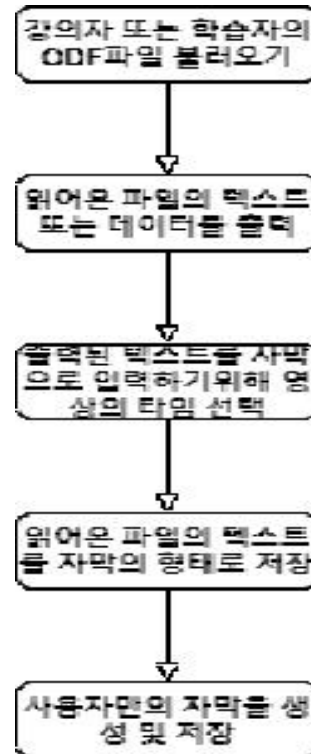 강의자 또는 학습자의
ODF파일 불러오기
읽어온 파일의 텍스트
또는 데이터를 출력
출력된 텍스트를 자막
으로 입력하기위해 영
상의 타임 선택
읽어온 파일의 텍스트
를 자막의 형태로 저장
사용자만의 자막을 생
성 및 저장